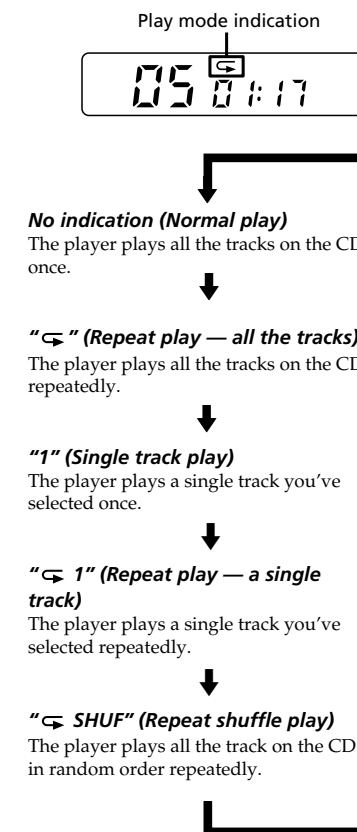 Play mode indication
05 01:17
No indication (Normal play)
The player plays all the tracks on the CD
once.
“ ” (Repeat play — all the tracks)
The player plays all the tracks on the CD
repeatedly.
“1” (Single track play)
The player plays a single track you’ve
selected once.
“ 1” (Repeat play — a single
track)
The player plays a single track you’ve
selected repeatedly.
“ SHUF” (Repeat shuffle play)
The player plays all the track on the CD
in random order repeatedly.